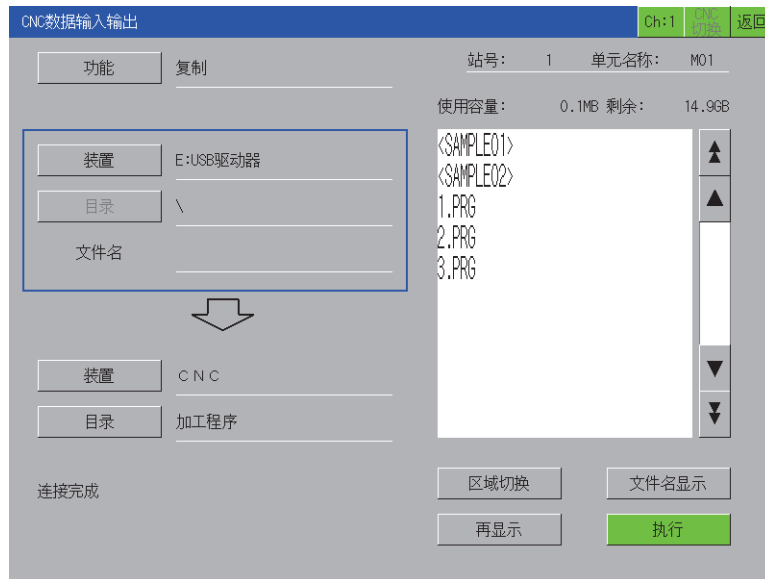 CNC数据输入输出 Ch:1 CNC切换 返回
功能 复制 站号: 1 单元名称: M01
使用容量: 0.1MB 剩余: 14.9GB
装置 E:USB驱动器
目录 \
文件名
<SAMPLE01>
<SAMPLE02>
1.PRG
2.PRG
3.PRG
装置 CNC
目录 加工程序
连接完成
区域切换 文件名显示
再显示 执行